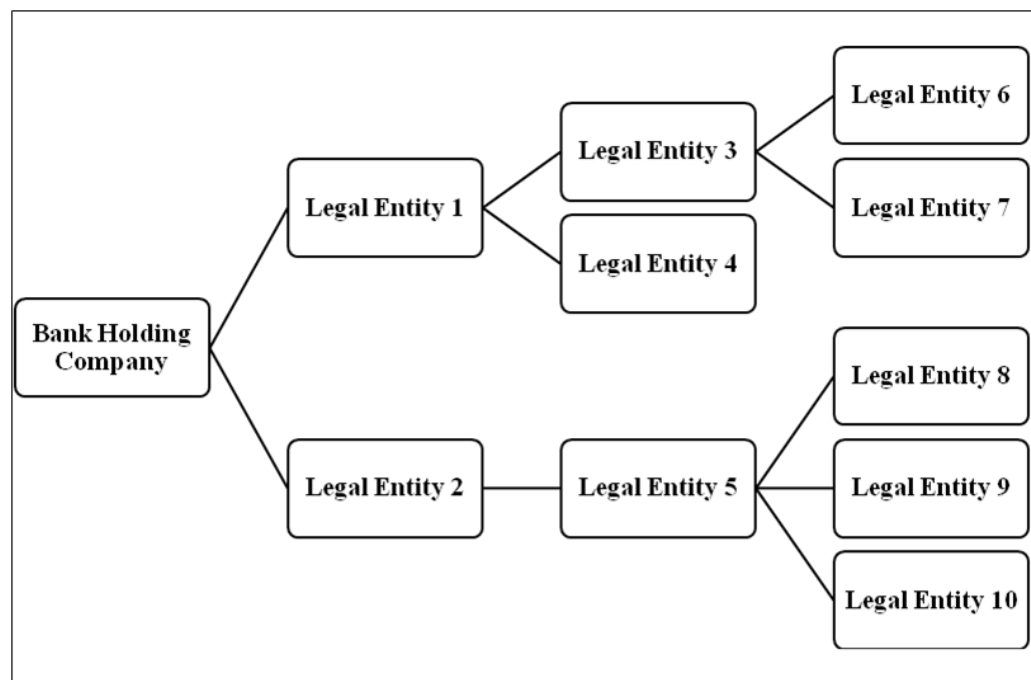 Bank Holding
Company
Legal Entity 1
Legal Entity 2
Legal Entity 3
Legal Entity 4
Legal Entity 5
Legal Entity 6
Legal Entity 7
Legal Entity 8
Legal Entity 9
Legal Entity 10